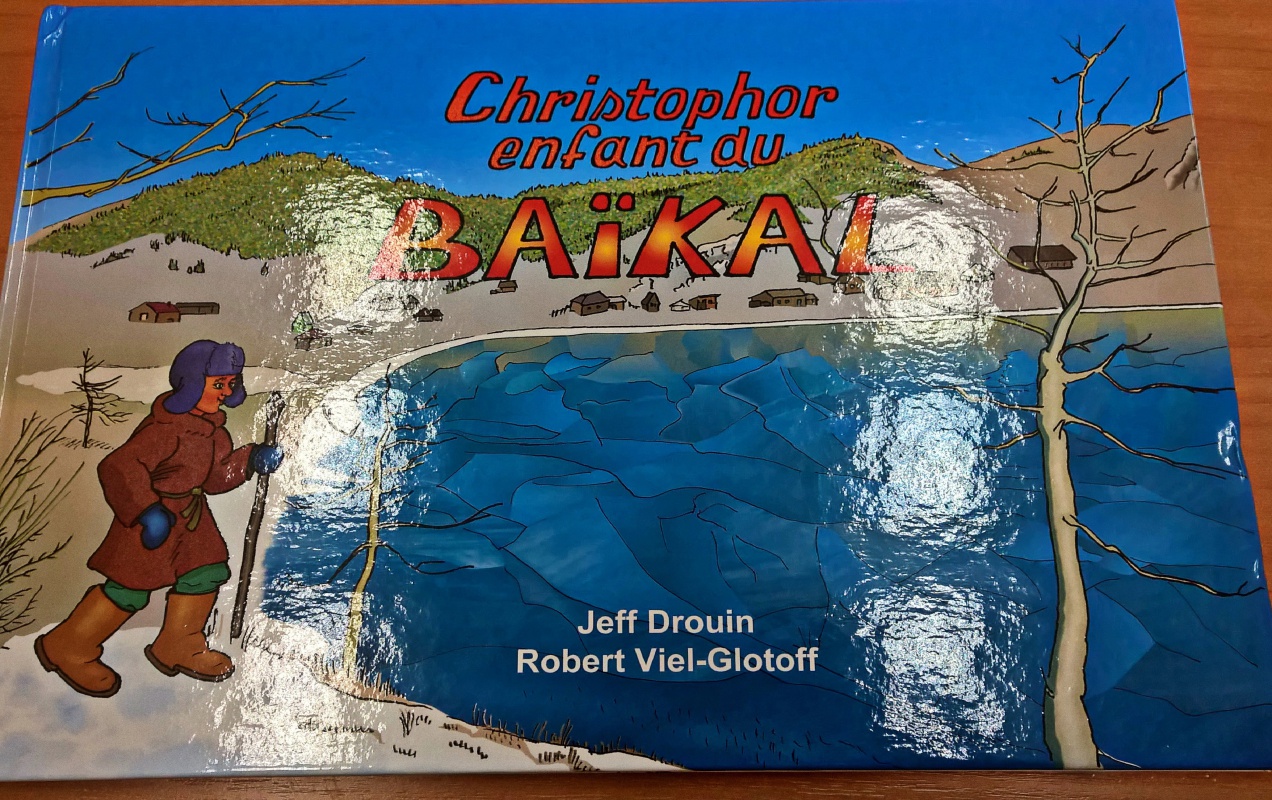 Christophor
enfant du
BAïKAL
Jeff Drouin
Robert Viel-Glotoff